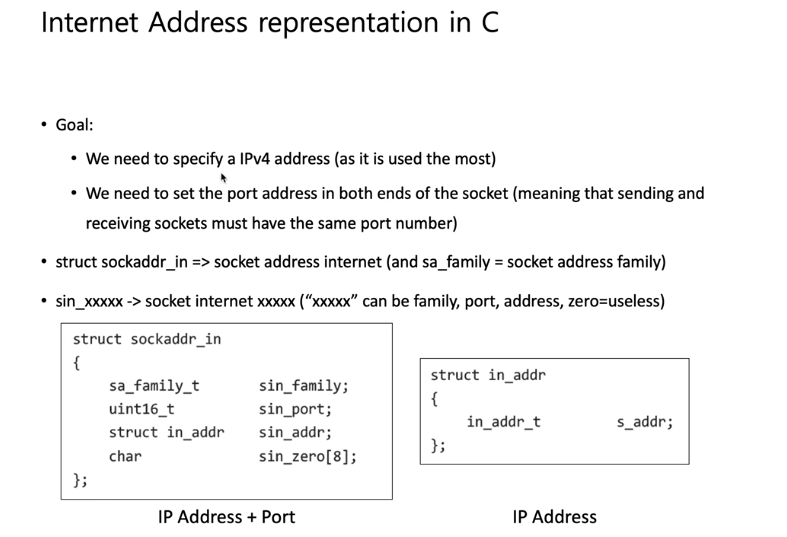 Internet Address representation in C
• Goal:
• We need to specify a IPv4 address (as it is used the most)
• We need to set the port address in both ends of the socket (meaning that sending and
receiving sockets must have the same port number)
• struct sockaddr_in => socket address internet (and sa_family = socket address family)
• sin_xxxxx -> socket internet xxxxx (“xxxxx” can be family, port, address, zero=useless)
struct sockaddr_in
{
sa_family_t sin_family;
uint16_t sin_port;
struct in_addr sin_addr;
char sin_zero[8];
};
IP Address + Port
struct in_addr
{
in_addr_t s_addr;
};
IP Address